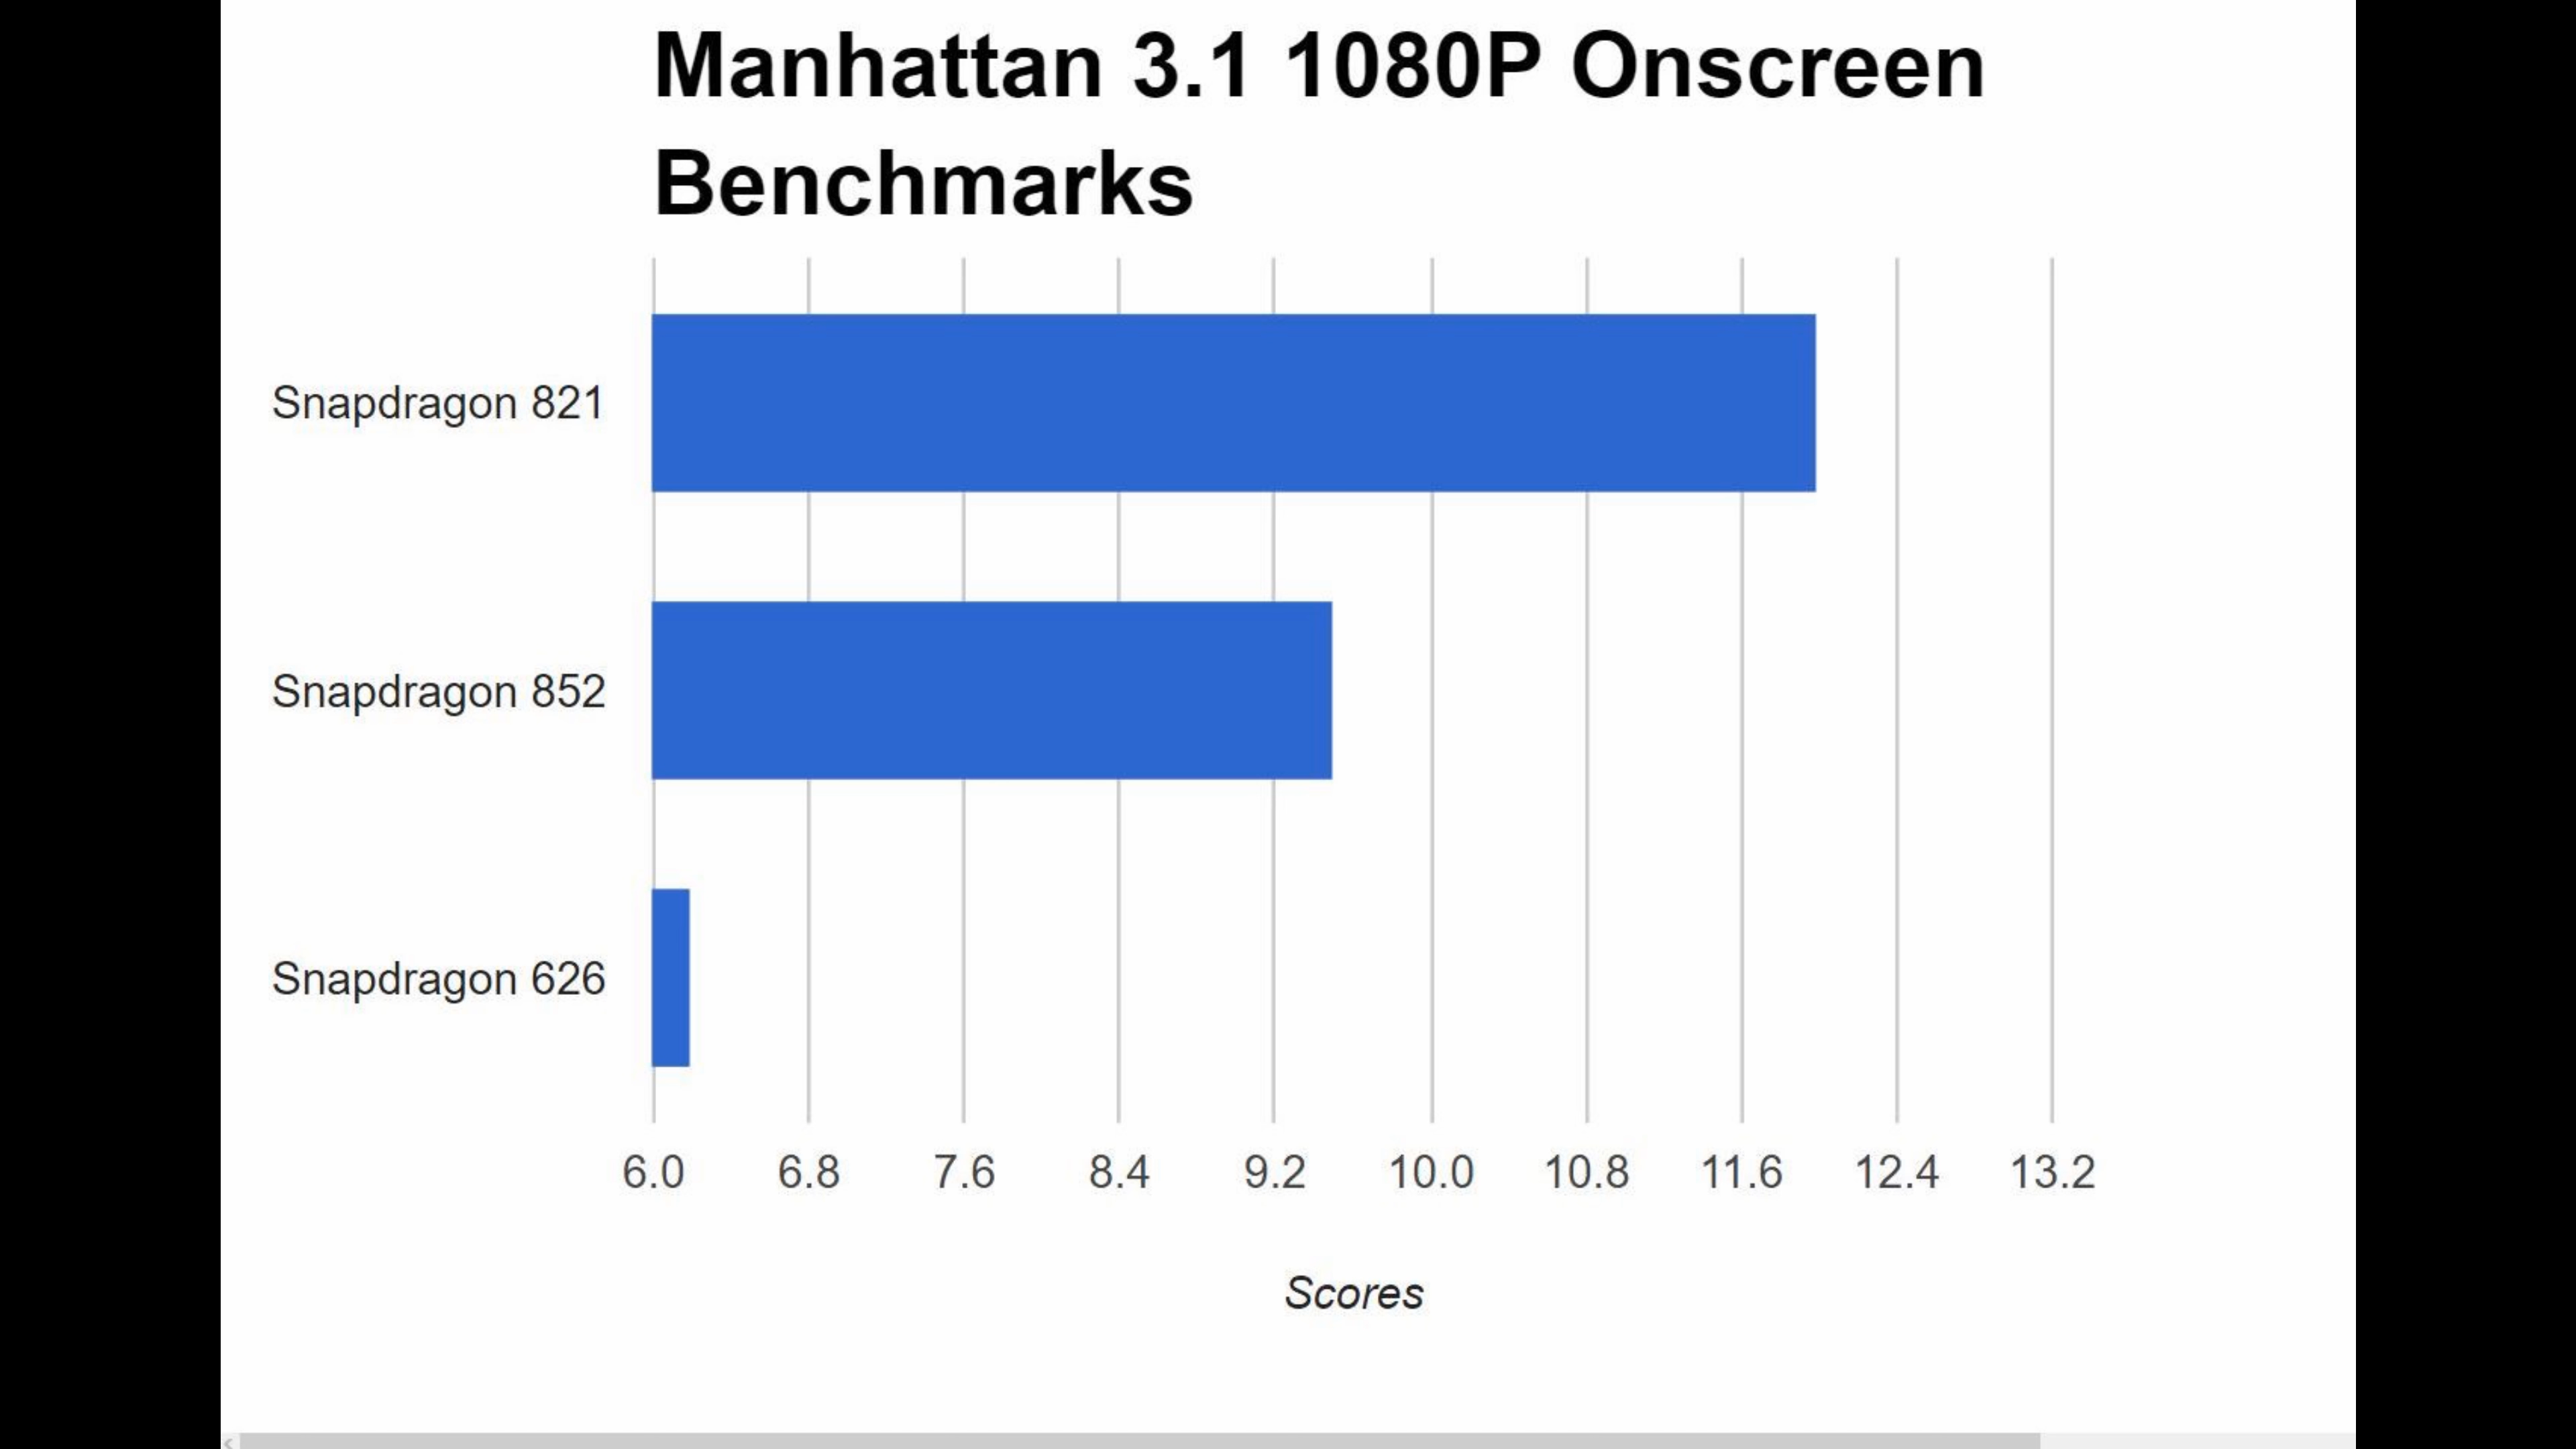 Manhattan 3.1 1080P Onscreen
Benchmarks
Snapdragon 821
Snapdragon 852
Snapdragon 626
6.0 6.8 7.6 8.4 9.2 10.0 10.8 11.6 12.4 13.2
Scores